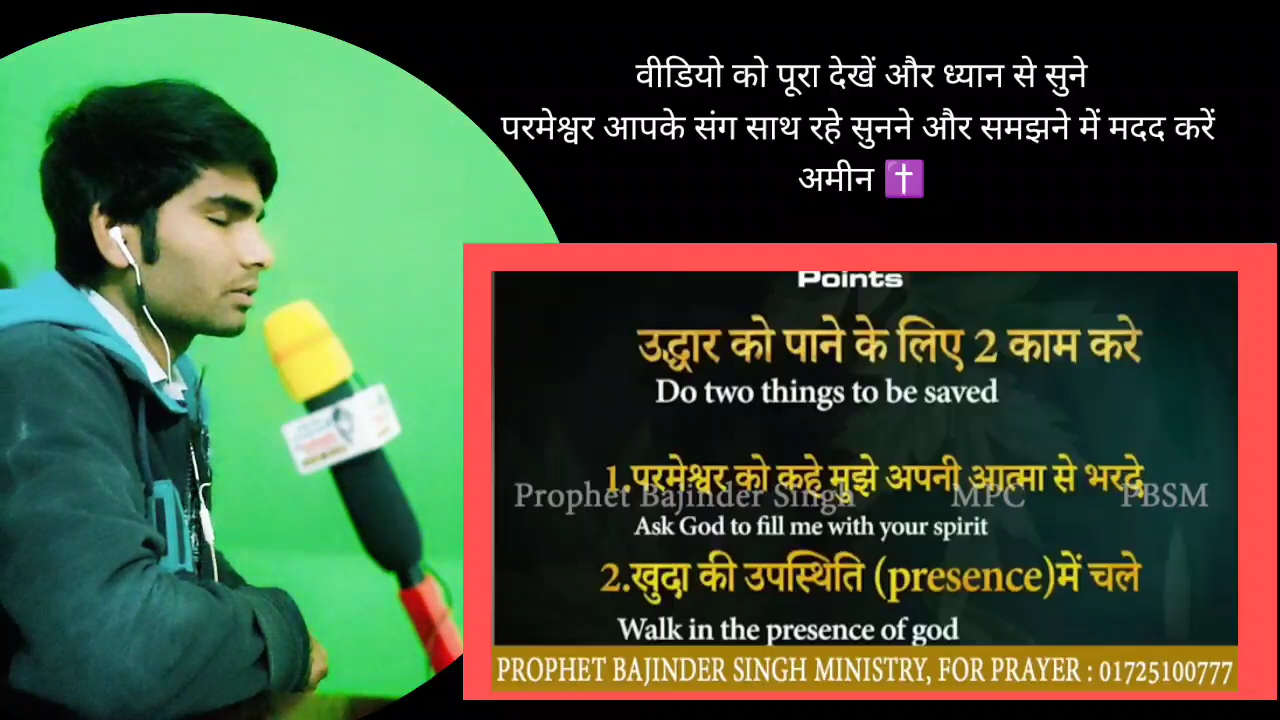 वीडियो को पूरा देखें और ध्यान से सुने
परमेश्वर आपके संग साथ रहे सुनने और समझने में मदद करें
अमीन ✝️
Points
उद्धार को पाने के लिए 2 काम करे
Do two things to be saved
1.परमेश्वर को कहे मुझे अपनी आत्मा से भरदे
Prophet Bajinder Singh MPC PBSM
Ask God to fill me with your spirit
2.खुदा की उपस्थिति (presence)में चले
Walk in the presence of god
PROPHET BAJINDER SINGH MINISTRY, FOR PRAYER : 01725100777